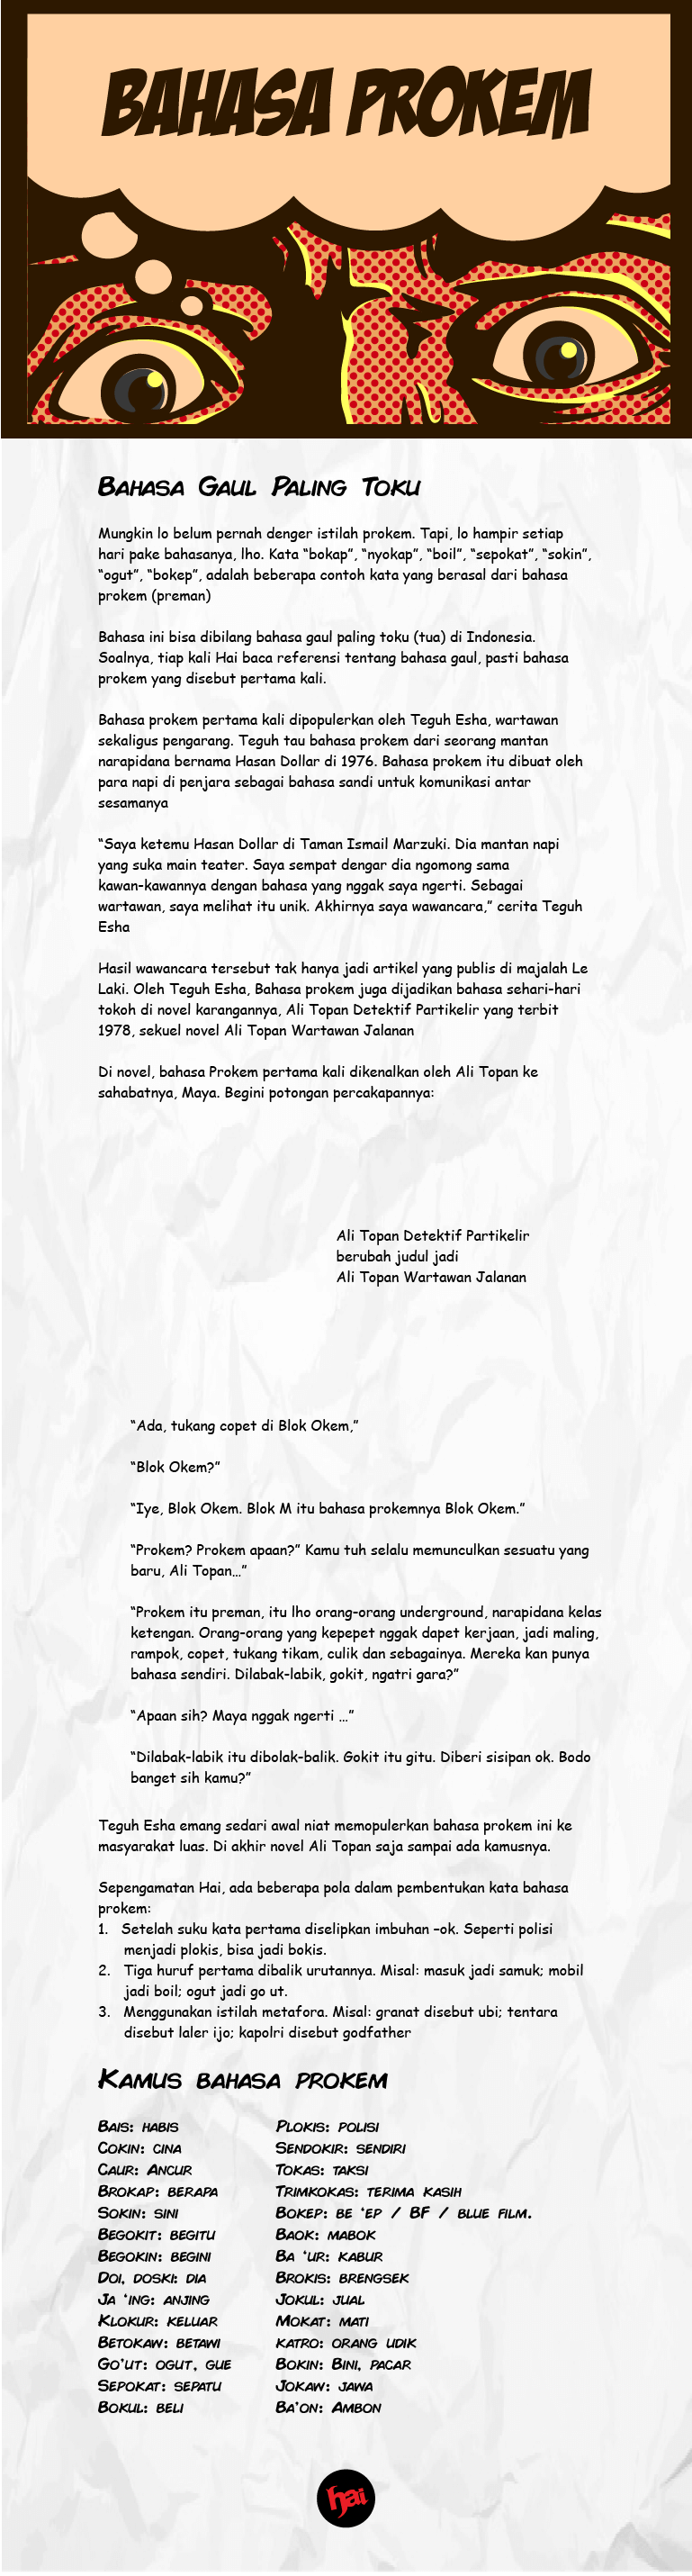 BAHASA PROKEM
BAHASA GAUL PALING TOKU
Mungkin lo belum pernah denger istilah prokem. Tapi, lo hampir setiap
hari pake bahasanya, lho. Kata “bokap”, “nyokap”, “boil”, “sepokat”, “sokin”,
“ogut”, “bokep”, adalah beberapa contoh kata yang berasal dari bahasa
prokem (preman)
Bahasa ini bisa dibilang bahasa gaul paling toku (tua) di Indonesia.
Soalnya, tiap kali Hai baca referensi tentang bahasa gaul, pasti bahasa
prokem yang disebut pertama kali.
Bahasa prokem pertama kali dipopulerkan oleh Teguh Esha, wartawan
sekaligus pengarang. Teguh tau bahasa prokem dari seorang mantan
narapidana bernama Hasan Dollar di 1976. Bahasa prokem itu dibuat oleh
para napi di penjara sebagai bahasa sandi untuk komunikasi antar
sesamanya
“Saya ketemu Hasan Dollar di Taman Ismail Marzuki. Dia mantan napi
yang suka main teater. Saya sempat dengar dia ngomong sama
kawan-kawannya dengan bahasa yang nggak saya ngerti. Sebagai
wartawan, saya melihat itu unik. Akhirnya saya wawancara,” cerita Teguh
Esha
Hasil wawancara tersebut tak hanya jadi artikel yang publis di majalah Le
Laki. Oleh Teguh Esha, Bahasa prokem juga dijadikan bahasa sehari-hari
tokoh di novel karangannya, Ali Topan Detektif Partikelir yang terbit
1978, sekuel novel Ali Topan Wartawan Jalanan
Di novel, bahasa Prokem pertama kali dikenalkan oleh Ali Topan ke
sahabatnya, Maya. Begini potongan percakapannya:
Ali Topan Detektif Partikelir
berubah judul jadi
Ali Topan Wartawan Jalanan
“Ada, tukang copet di Blok Okem,”
“Blok Okem?”
“Iye, Blok Okem. Blok M itu bahasa prokemnya Blok Okem.”
“Prokem? Prokem apaan?” Kamu tuh selalu memunculkan sesuatu yang
baru, Ali Topan...”
“Prokem itu preman, itu lho orang-orang underground, narapidana kelas
ketengan. Orang-orang yang kepepet nggak dapet kerjaan, jadi maling,
rampok, copet, tukang tikam, culik dan sebagainya. Mereka kan punya
bahasa sendiri. Dilabak-labik, gokit, ngatri gara?”
“Apaan sih? Maya nggak ngerti ...”
“Dilabak-labik itu dibolak-balik. Gokit itu gitu. Diberi sisipan ok. Bodo
banget sih kamu?”
Teguh Esha emang sedari awal niat memopulerkan bahasa prokem ini ke
masyarakat luas. Di akhir novel Ali Topan saja sampai ada kamusnya.
Sepengamatan Hai, ada beberapa pola dalam pembentukan kata bahasa
prokem:
1. Setelah suku kata pertama diselipkan imbuhan –ok. Seperti polisi
menjadi plokis, bisa jadi bokis.
2. Tiga huruf pertama dibalik urutannya. Misal: masuk jadi samuk; mobil
jadi boil; ogut jadi go ut.
3. Menggunakan istilah metafora. Misal: granat disebut ubi; tentara
disebut laler ijo; kapolri disebut godfather
KAMUS BAHASA PROKEM
BAIS: HABIS
COKIN: CINA
CAUR: ANCUR
BROKAP: BERAPA
SOKIN: SINI
BEGOKIT: BEGITU
BEGOKIN: BEGINI
DOI, DOSKI: DIA
JA ‘ING: ANJING
KLOKUR: KELUAR
BETOKAW: BETAWI
GO’UT: OGUT, GUE
SEPOKAT: SEPATU
BOKUL: BELI
PLOKIS: POLISI
SENDOKIR: SENDIRI
TOKAS: TAKSI
TRIMKOKAS: TERIMA KASIH
BOKEP: BE ‘EP / BF / BLUE FILM.
BAOK: MABOK
BA ‘UR: KABUR
BROKIS: BRENGSEK
JOKUL: JUAL
MOKAT: MATI
KATRO: ORANG UDIK
BOKIN: BINI, PACAR
JOKAW: JAWA
BA’ON: AMBON
hai